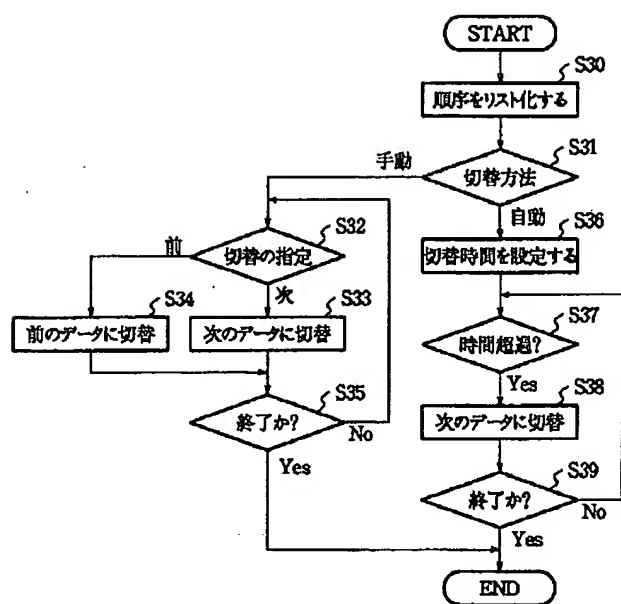 START
S30
順序をリスト化する
S31
手動
切替方法
自動
S32
S36
前
切替の指定
切替時間を設定する
次
S34
S33
S37
前のデータに切替
次のデータに切替
時間超過?
Yes
S38
S35
終了か?
No
次のデータに切替
Yes
S39
終了か?
No
Yes
END